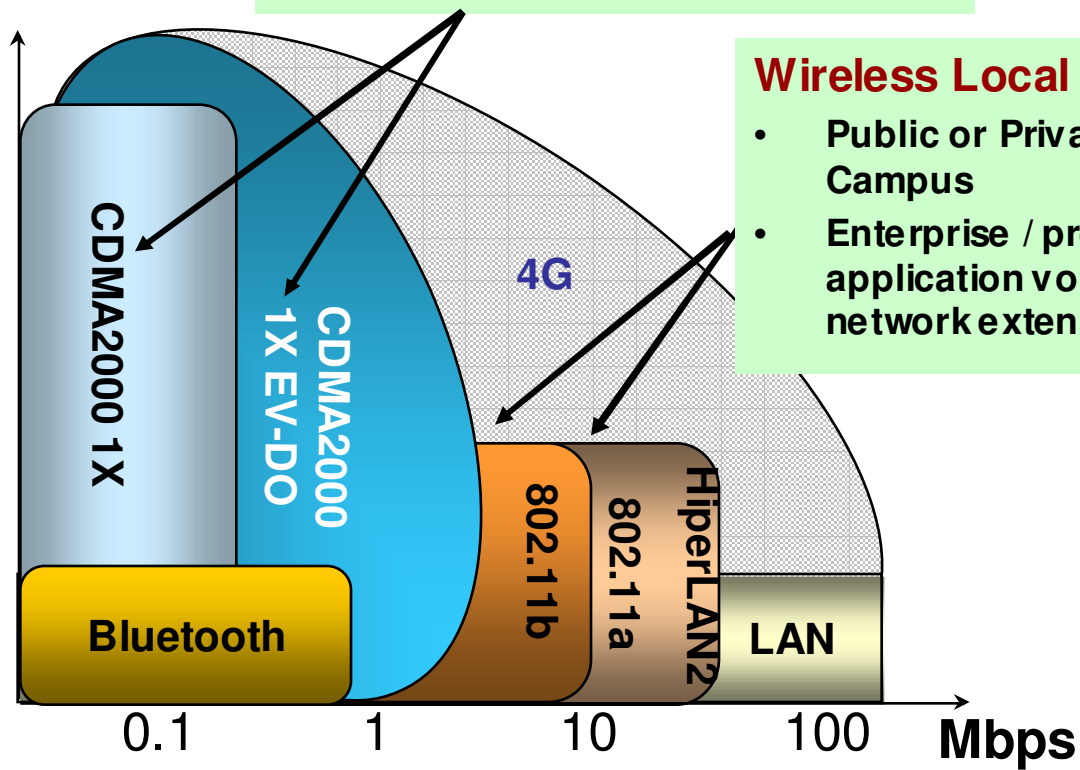 Wireless Local
• Public or Priva
Campus
• Enterprise / pr
application vo
network exten
4G
CDMA2000 1X
CDMA2000
1X EV-DO
802.11b
802.11a
HiperLAN2
Bluetooth
LAN
0.1 1 10 100 Mbps